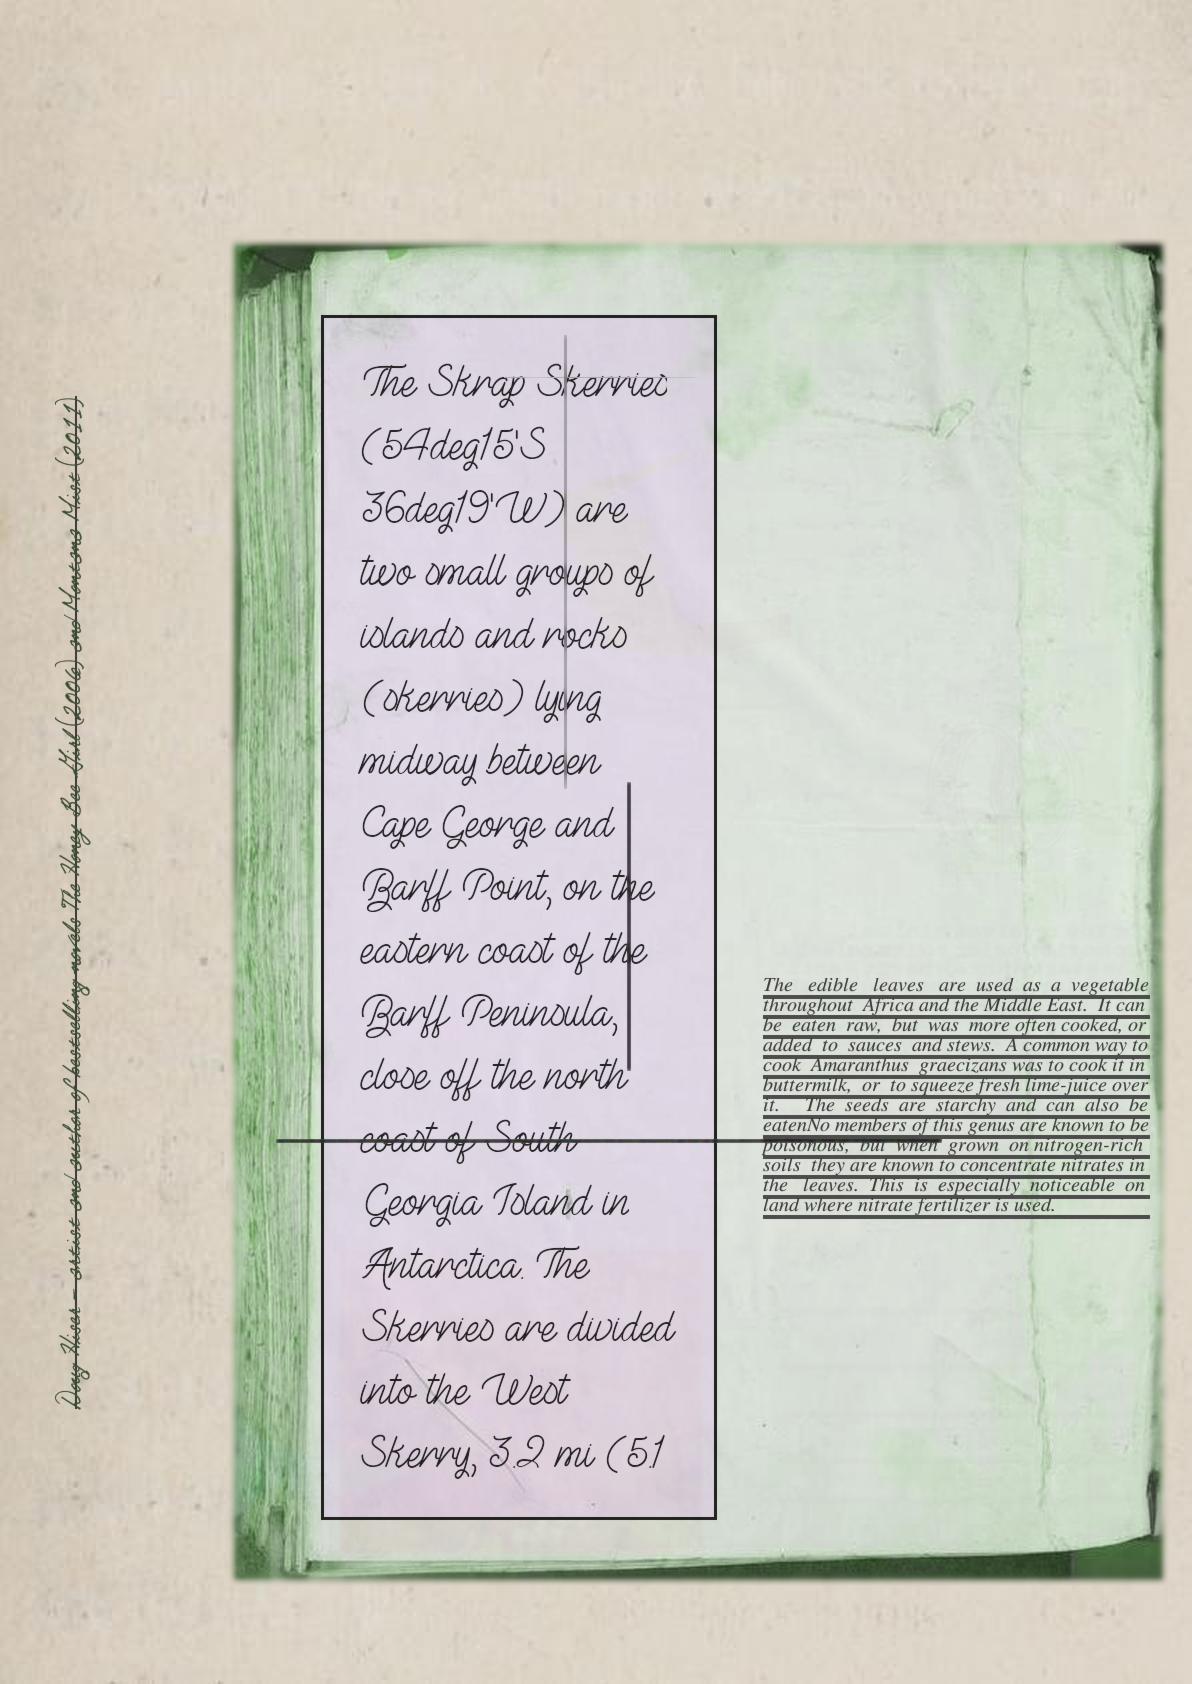 Doug Hiser - artist and author of bestselling novels The Honey Bee Girl (2006) and Montana Mist (2011)
The Skrap Skerries
(54deg15'S
36deg19'W) are
two small groups of
islands and rocks
(skerries) lying
midway between
Cape George and
Barff Point, on the
eastern coast of the
Barff Peninsula,
close off the north
coast of South
Georgia Island in
Antarctica. The
Skerries are divided
into the West
Skerry, 3.2 mi (5.1
The edible leaves are used as a vegetable
throughout Africa and the Middle East. It can
be eaten raw, but was more often cooked, or
added to sauces and stews. A common way to
cook Amaranthus graecizans was to cook it in
buttermilk, or to squeeze fresh lime-juice over
it. The seeds are starchy and can also be
eatenNo members of this genus are known to be
poisonous, but when grown on nitrogen-rich
soils they are known to concentrate nitrates in
the leaves. This is especially noticeable on
land where nitrate fertilizer is used.